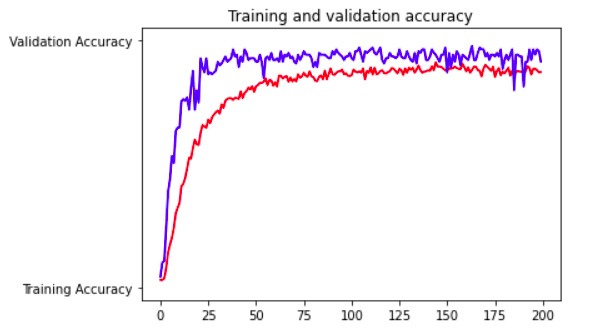 Training and validation accuracy
Validation Accuracy
Training Accuracy
0 25 50 75 100 125 150 175 200